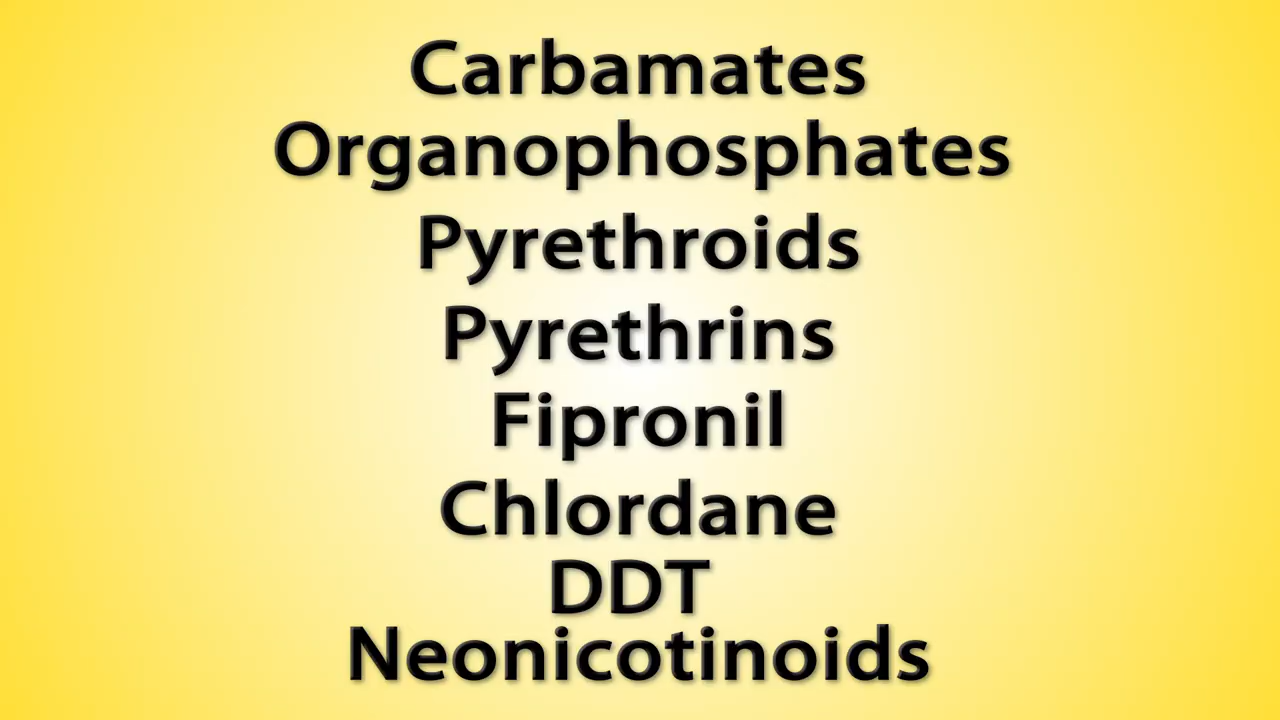 Carbamates
Organophosphates
Pyrethroids
Pyrethrins
Fipronil
Chlordane
DDT
Neonicotinoids